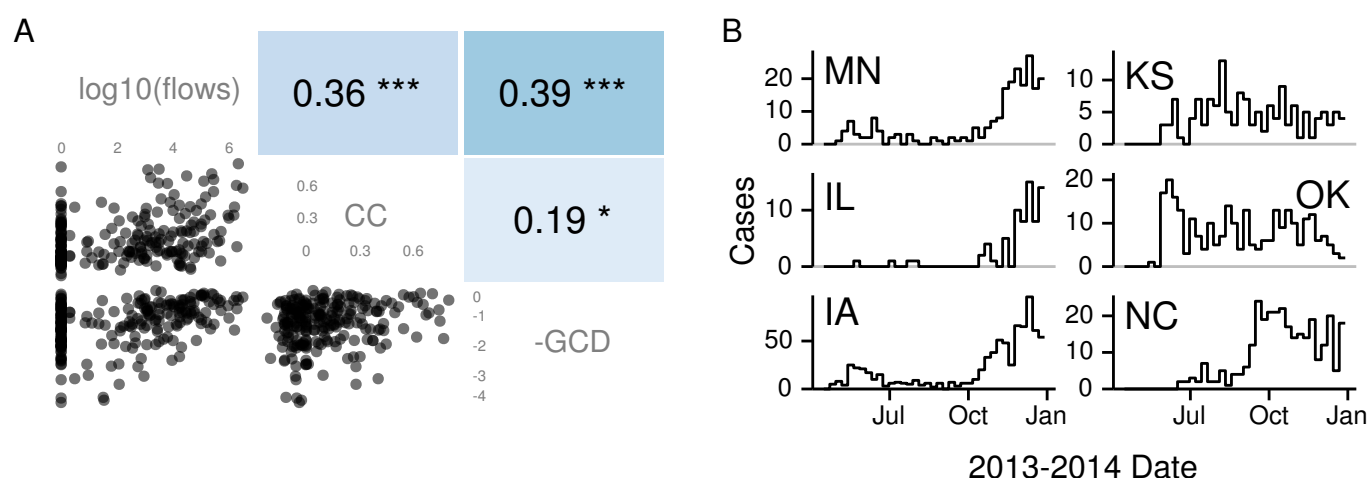 A
log10(flows)
0.36 ***
0.39 ***
0 2 4 6
0.6
0.3
0
CC
0.3 0.6
0.19 *
0
-1
-2
-3
-4
-GCD
B
Cases
MN
20
10
0
KS
10
5
0
IL
10
0
OK
20
10
0
IA
50
0
NC
20
10
0
Jul Oct Jan
Jul Oct Jan
2013-2014 Date